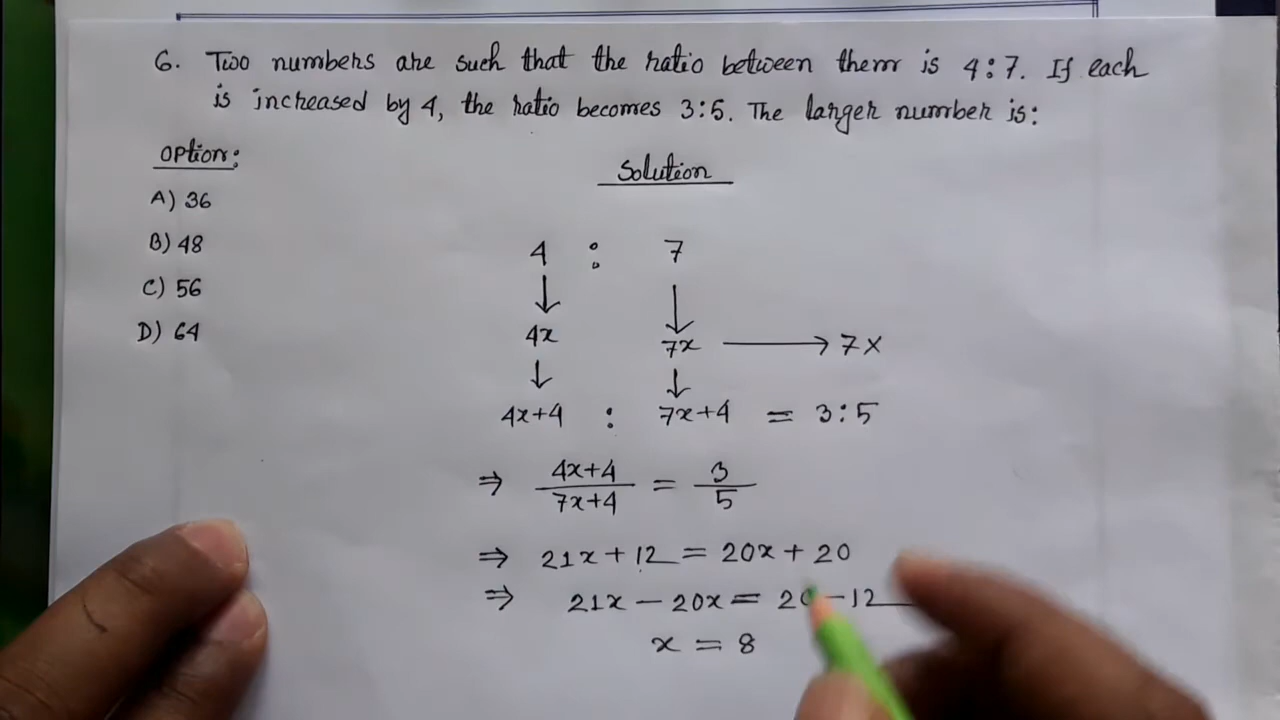 6. Two numbers are such that the ratio between them is 4:7. If each
is increased by 4, the ratio becomes 3:5. The larger number is:
option:
A) 36
B) 48
C) 56
D) 64
Solution
4 : 7
↓ ↓
4x 7x → 7x
↓ ↓
4x+4 : 7x+4 = 3:5
⇒ 4x+4/7x+4 = 3/5
⇒ 21x+12 = 20x+20
⇒ 21x-20x = 20-12
x = 8